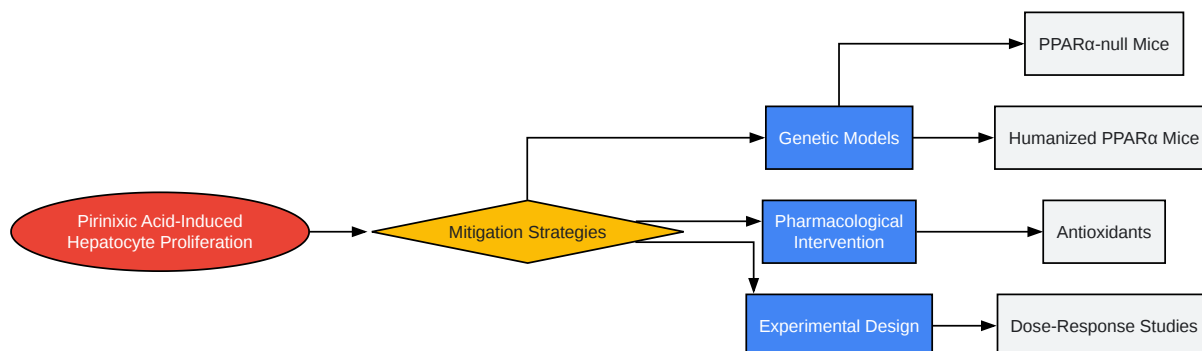 PPARα-null Mice
Genetic Models
Humanized PPARα Mice
Pirinixic Acid-Induced
Hepatocyte Proliferation
Mitigation Strategies
Pharmacological
Intervention
Antioxidants
Experimental Design
Dose-Response Studies